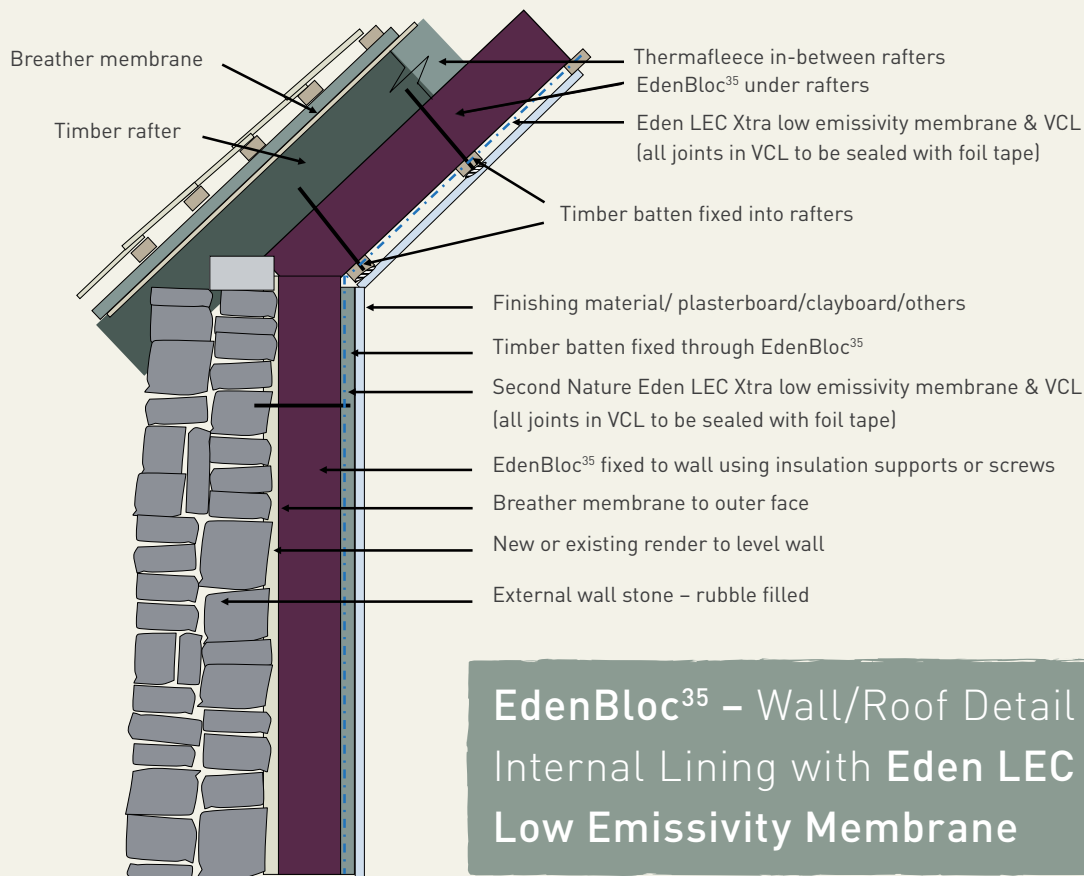 Breather membrane
Timber rafter
Thermafleece in-between rafters
EdenBloc³⁵ under rafters
Eden LEC Xtra low emissivity membrane & VCL
(all joints in VCL to be sealed with foil tape)
Timber batten fixed into rafters
Finishing material/ plasterboard/clayboard/others
Timber batten fixed through EdenBloc³⁵
Second Nature Eden LEC Xtra low emissivity membrane & VCL
(all joints in VCL to be sealed with foil tape)
EdenBloc³⁵ fixed to wall using insulation supports or screws
Breather membrane to outer face
New or existing render to level wall
External wall stone – rubble filled
EdenBloc³⁵ – Wall/Roof Detail
Internal Lining with Eden LEC
Low Emissivity Membrane